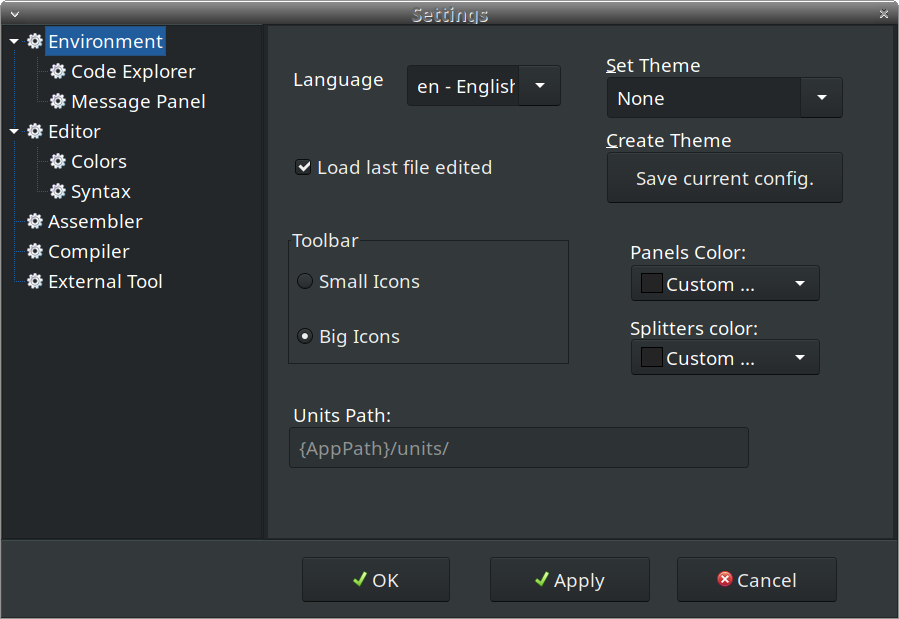 Settings
Environment
Code Explorer
Message Panel
Editor
Colors
Syntax
Assembler
Compiler
External Tool
Language
en - English
Set Theme
None
Load last file edited
Create Theme
Save current config.
Toolbar
Small Icons
Big Icons
Panels Color:
Custom ...
Splitters color:
Custom ...
Units Path:
{AppPath}/units/
OK
Apply
Cancel